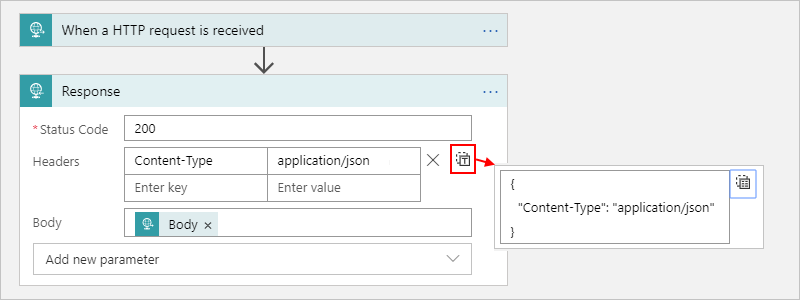 When a HTTP request is received
Response
* Status Code 200
Headers Content-Type application/json
Enter key Enter value
{
"Content-Type": "application/json"
}
Body Body
Add new parameter